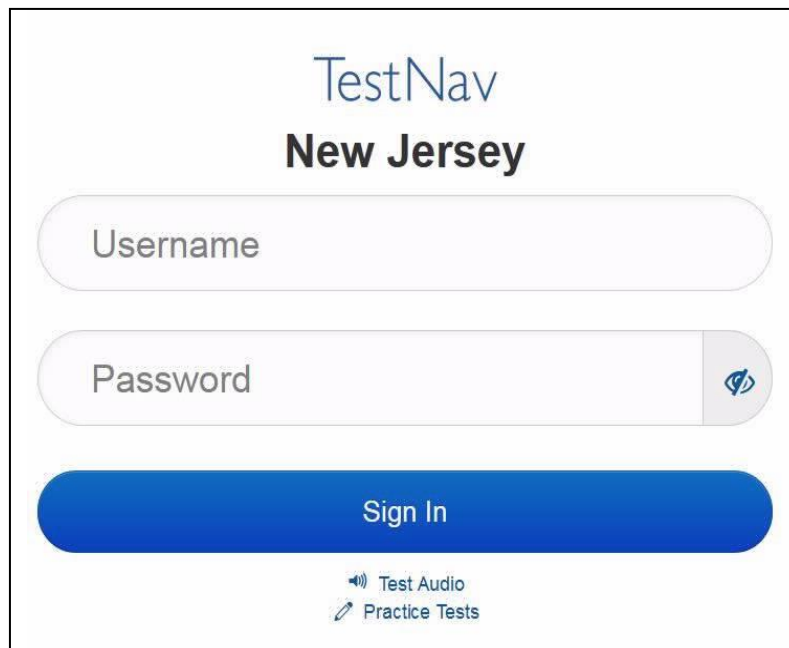 TestNav
New Jersey
Username
Password
Sign In
Test Audio
Practice Tests